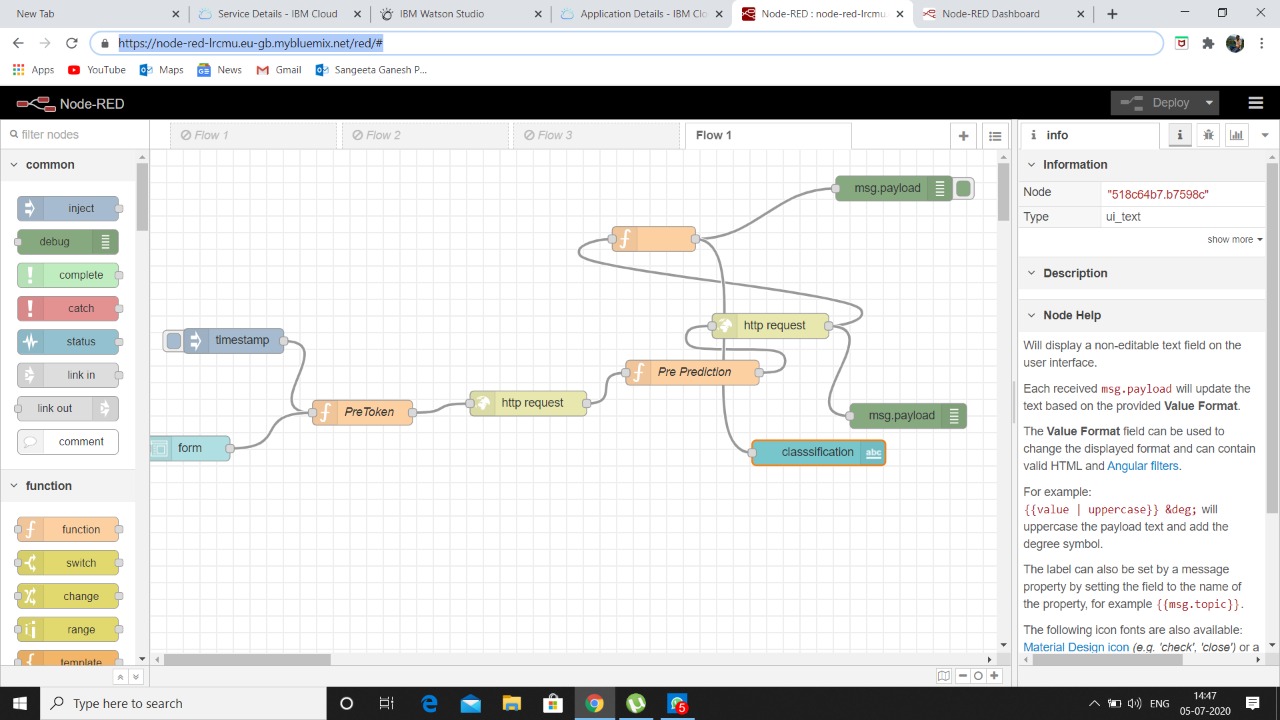 New Tab
Service Details - IBM Cloud
IBM Watson Studio
Application Details - IBM Clo
Node-RED : node-red-lrcmu.
Node-RED Dashboard
https://node-red-lrcmu.eu-gb.mybluemix.net/red/#
Apps YouTube Maps News Gmail Sangeeta Ganesh P...
Node-RED
Deploy
filter nodes
Flow 1
Flow 2
Flow 3
Flow 1
info
common
inject
debug
complete
catch
status
link in
link out
comment
function
function
switch
change
range
template
msg.payload
http request
timestamp
Pre Prediction
http request
PreToken
msg.payload
form
classsification
abc
Information
Node "518c64b7.b7598c"
Type ui_text
show more
Description
Node Help
Will display a non-editable text field on the
user interface.
Each received msg.payload will update the
text based on the provided Value Format.
The Value Format field can be used to
change the displayed format and can contain
valid HTML and Angular filters.
For example:
{{value | uppercase}} &deg; will
uppercase the payload text and add the
degree symbol.
The label can also be set by a message
property by setting the field to the name of
the property, for example {{msg.topic}}.
The following icon fonts are also available:
Material Design icon (e.g. 'check', 'close') or a
Type here to search
5
ENG
14:47
05-07-2020